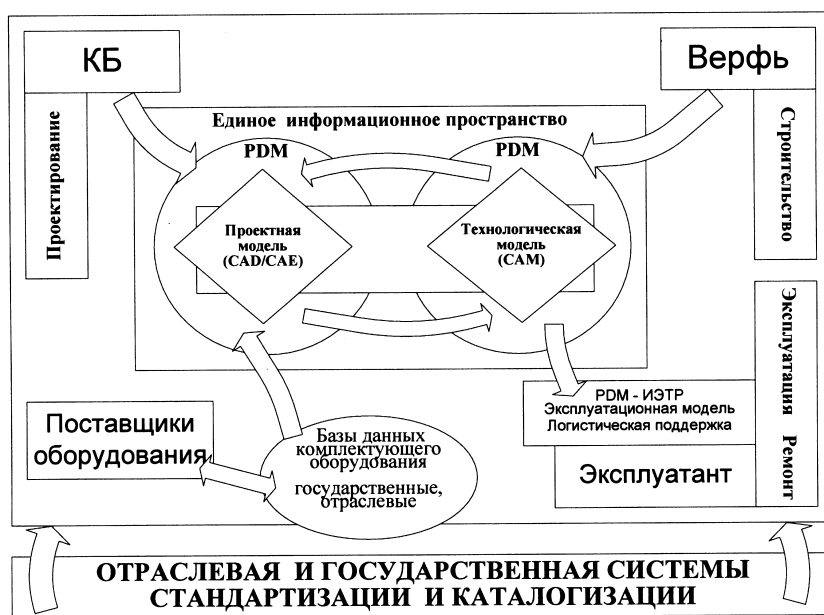 КБ
Верфь
Проектирование
Строительство
Единое информационное пространство
PDM
PDM
Проектная
модель
(CAD/CAE)
Технологическая
модель
(CAM)
Эксплуатация Ремонт
PDM - ИЭТР
Эксплуатационная модель
Логистическая поддержка
Эксплуатант
Поставщики
оборудования
Базы данных
комплектующего
оборудования
государственные,
отраслевые
ОТРАСЛЕВАЯ И ГОСУДАРСТВЕННАЯ СИСТЕМЫ
СТАНДАРТИЗАЦИИ И КАТАЛОГИЗАЦИИ